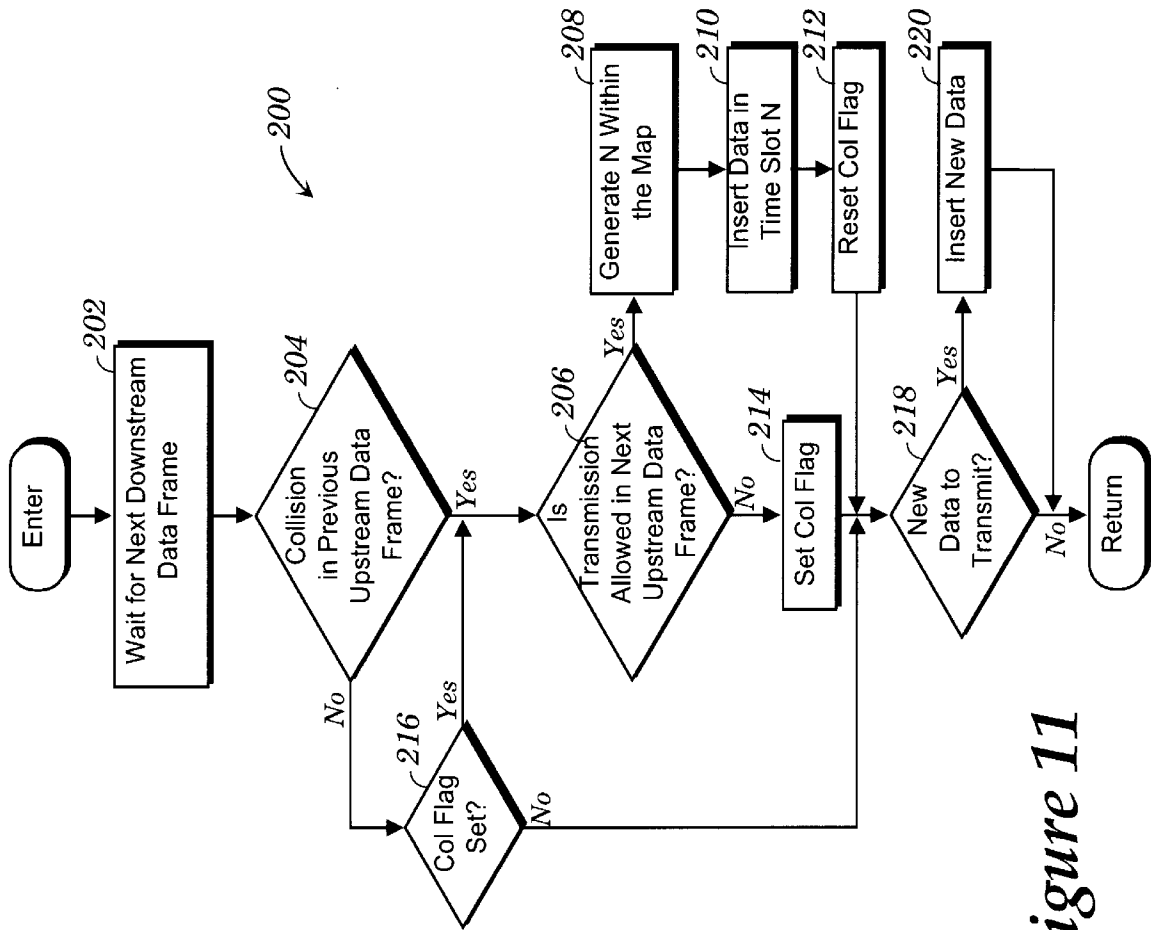 Enter
202
Wait for Next Downstream
Data Frame
200
204
Collision
in Previous
Upstream Data
Frame?
No
Yes
216
Col Flag
Set?
Yes
No
206
Is
Transmission
Allowed in Next
Upstream Data
Frame?
Yes
No
208
Generate N Within
the Map
210
Insert Data in
Time Slot N
212
Reset Col Flag
214
Set Col Flag
218
New
Data to
Transmit?
Yes
No
220
Insert New Data
Return
igure 11